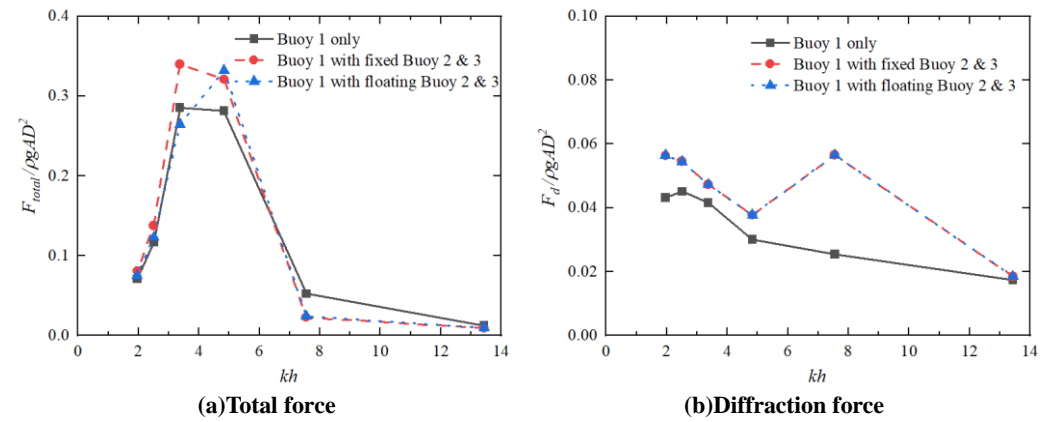 0.4
0.3
0.2
0.1
0.0
F_total/ρgAD²
Buoy 1 only
Buoy 1 with fixed Buoy 2 & 3
Buoy 1 with floating Buoy 2 & 3
0 2 4 6 8 10 12 14
kh
(a)Total force
0.10
0.08
0.06
0.04
0.02
0.00
F_d/ρgAD²
Buoy 1 only
Buoy 1 with fixed Buoy 2 & 3
Buoy 1 with floating Buoy 2 & 3
0 2 4 6 8 10 12 14
kh
(b)Diffraction force